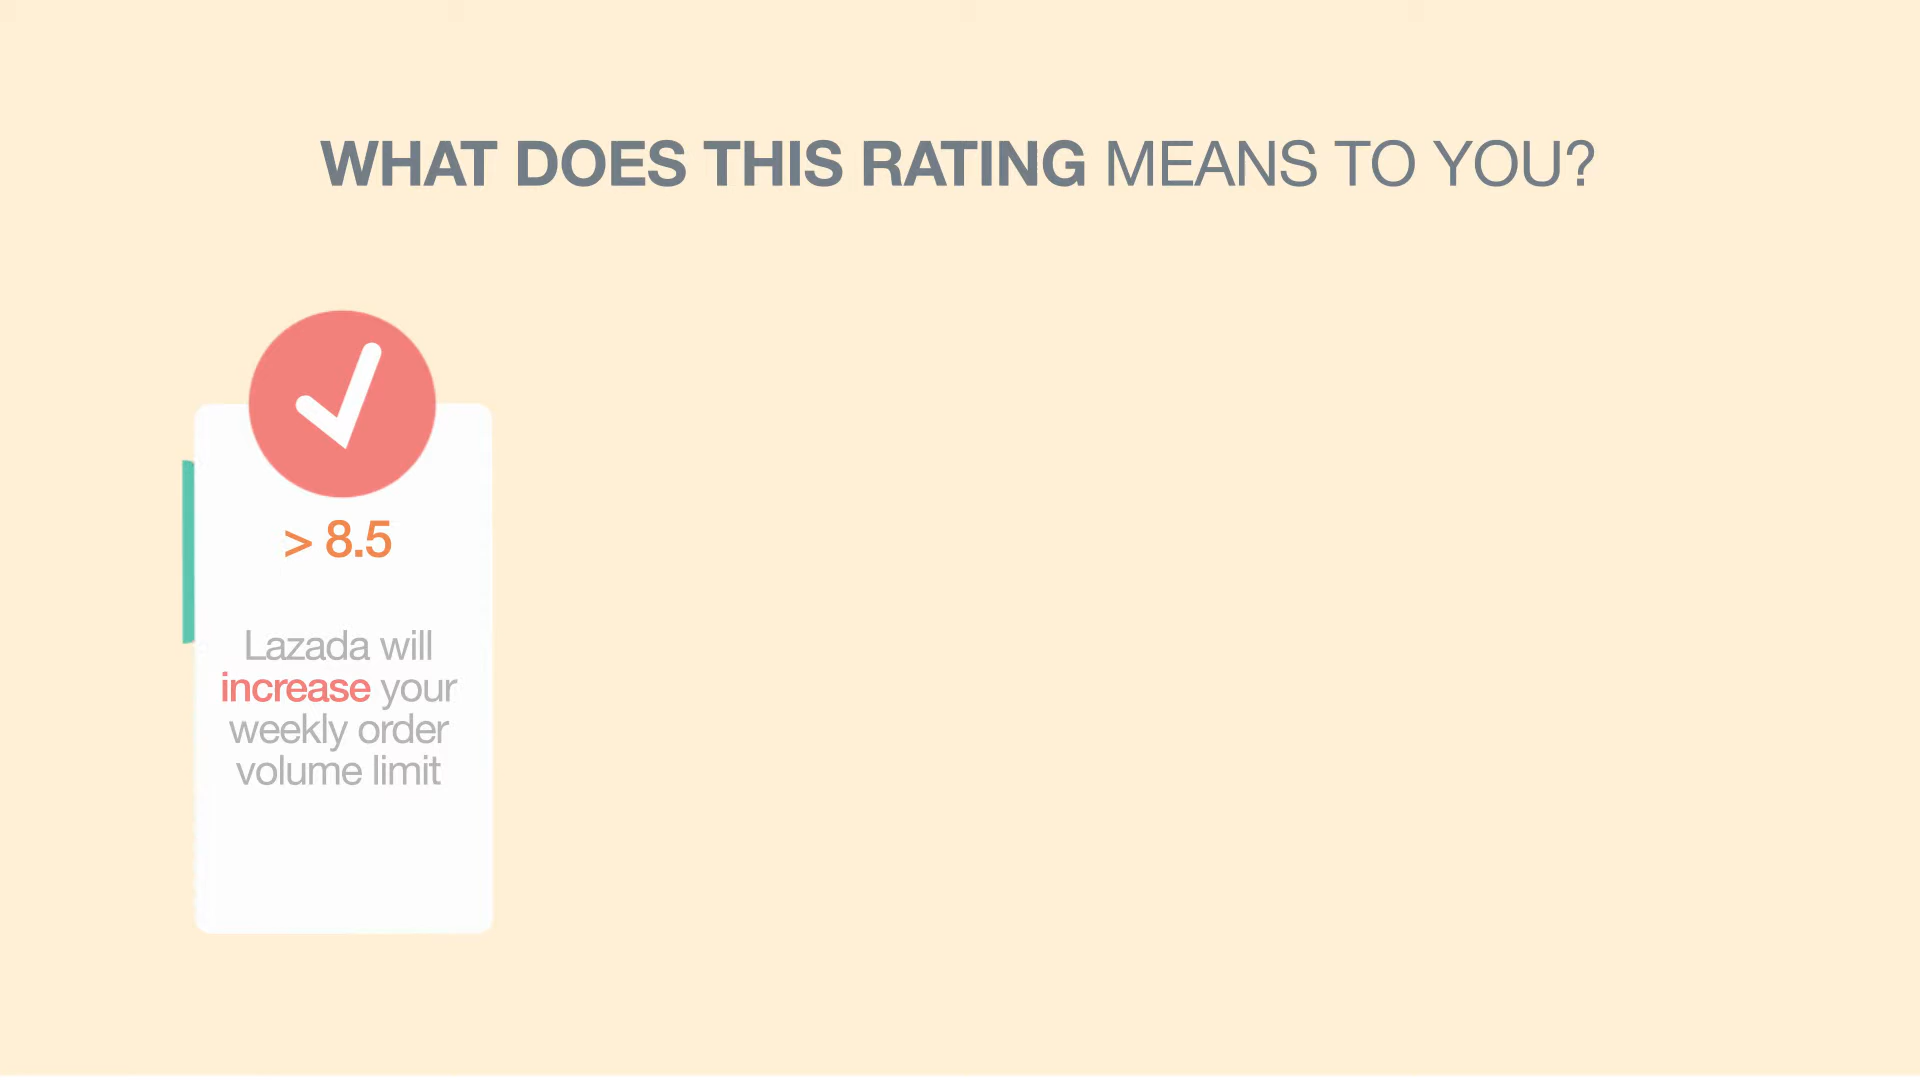 WHAT DOES THIS RATING MEANS TO YOU?
> 8.5
Lazada will
increase your
weekly order
volume limit